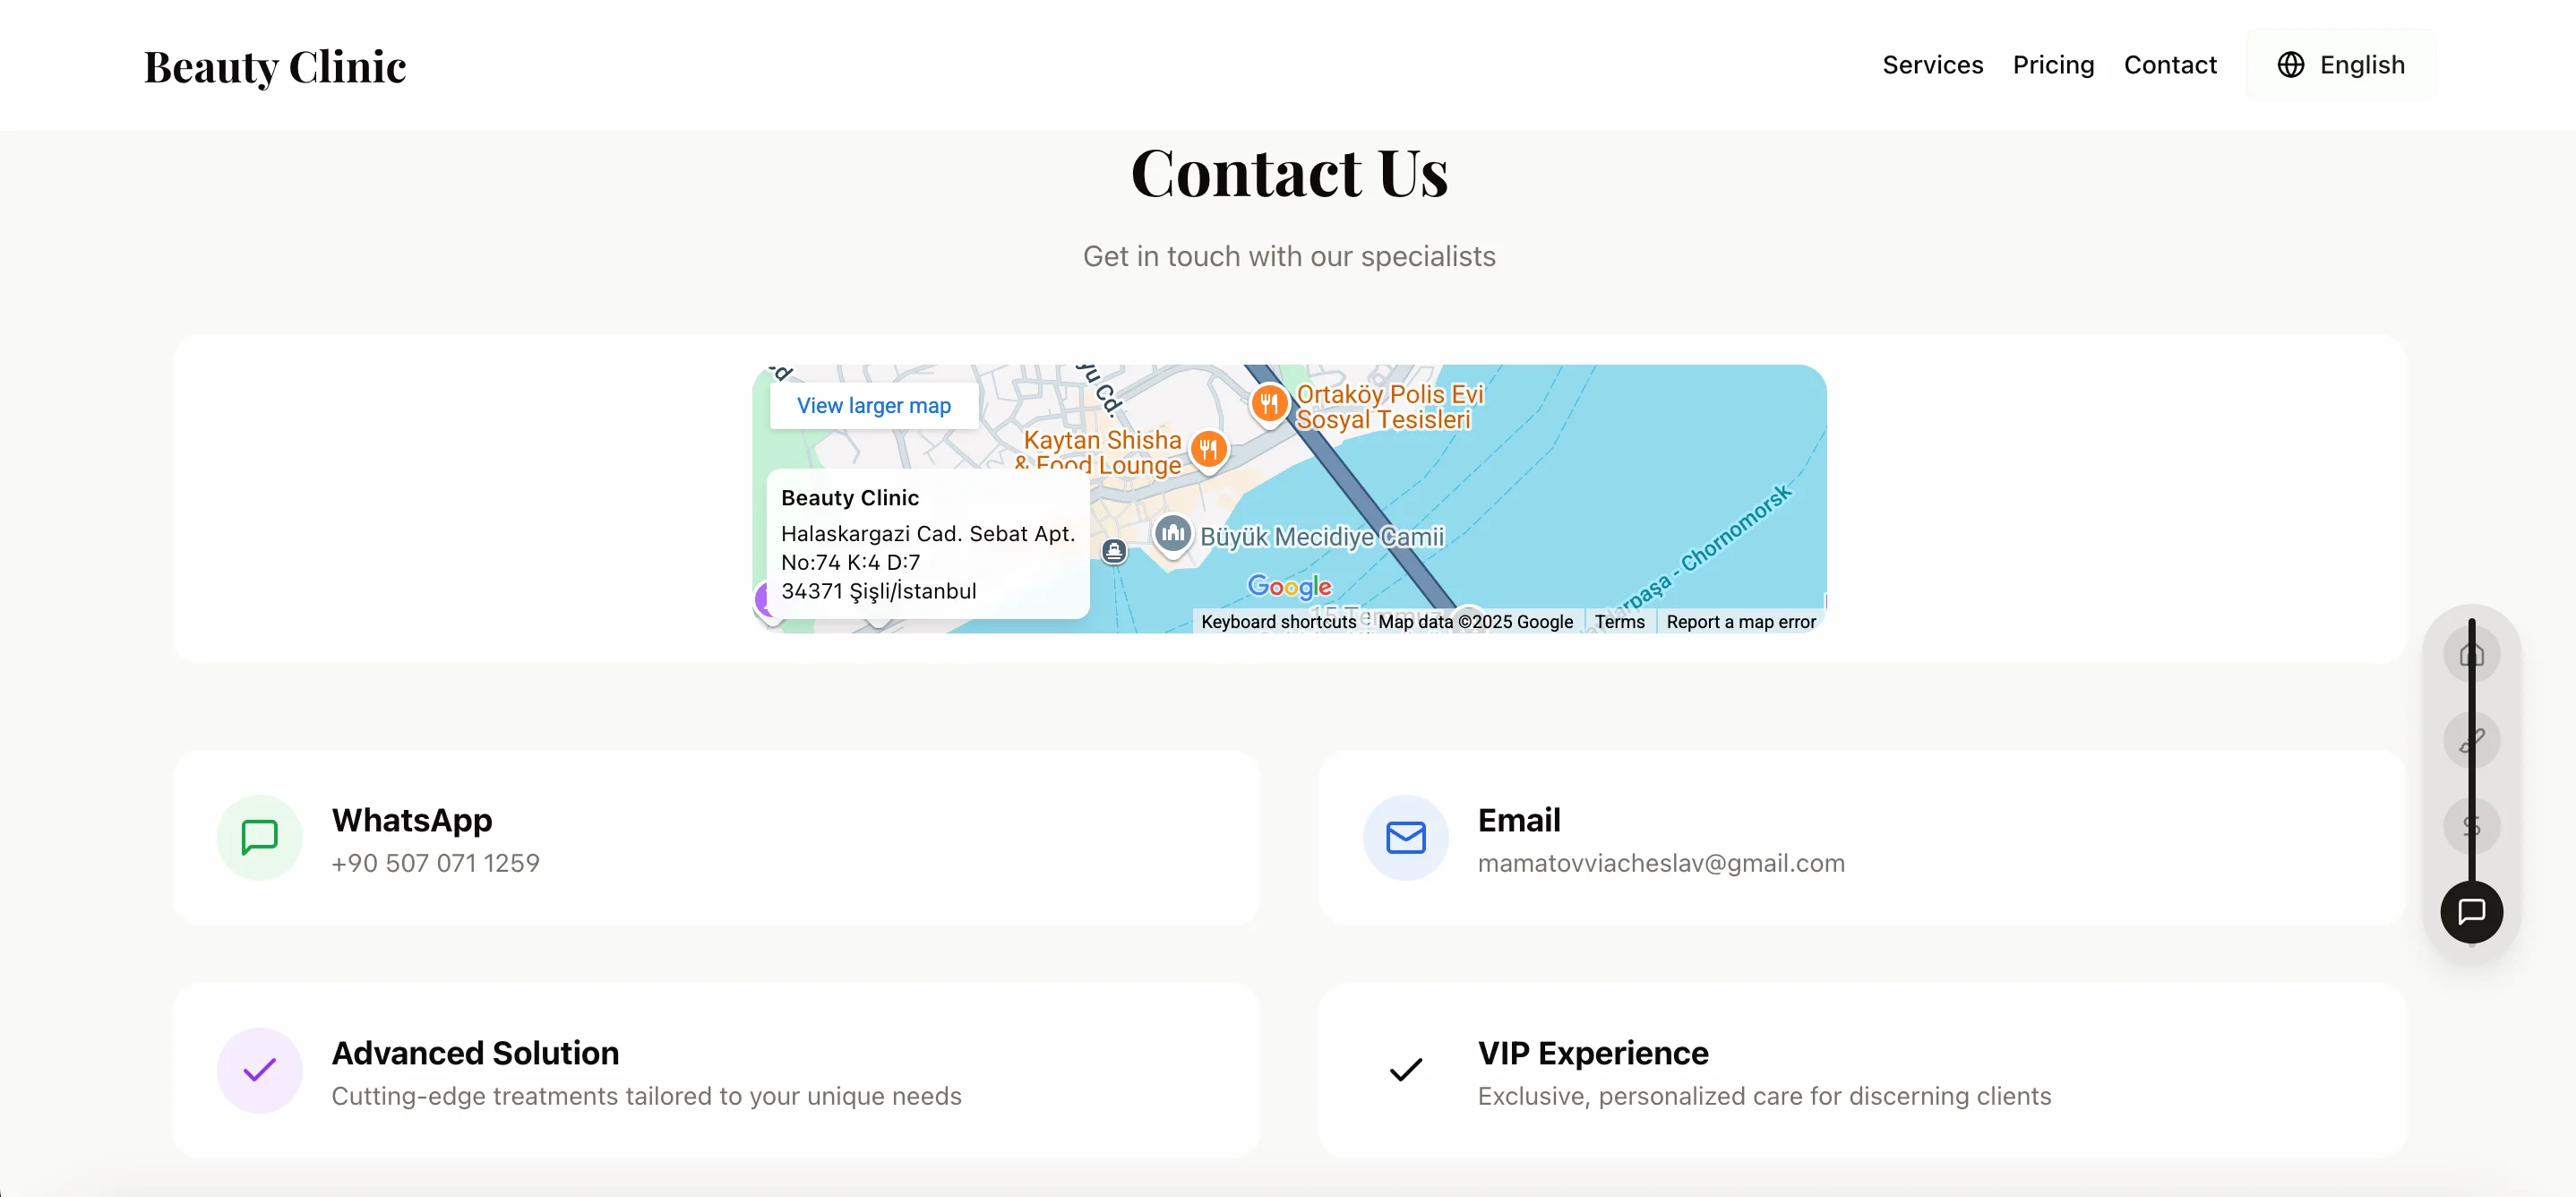 Beauty Clinic
Services Pricing Contact English
Contact Us
Get in touch with our specialists
View larger map
yu Cd.
Ortaköy Polis Evi
Sosyal Tesisleri
Kaytan Shisha
& Food Lounge
Beauty Clinic
Halaskargazi Cad. Sebat Apt.
No:74 K:4 D:7
34371 Şişli/İstanbul
Büyük Mecidiye Camii
arpaşa - Chornomorsk
Google
Keyboard shortcuts Map data ©2025 Google Terms Report a map error
WhatsApp
+90 507 071 1259
Email
mamatovviacheslav@gmail.com
Advanced Solution
Cutting-edge treatments tailored to your unique needs
VIP Experience
Exclusive, personalized care for discerning clients